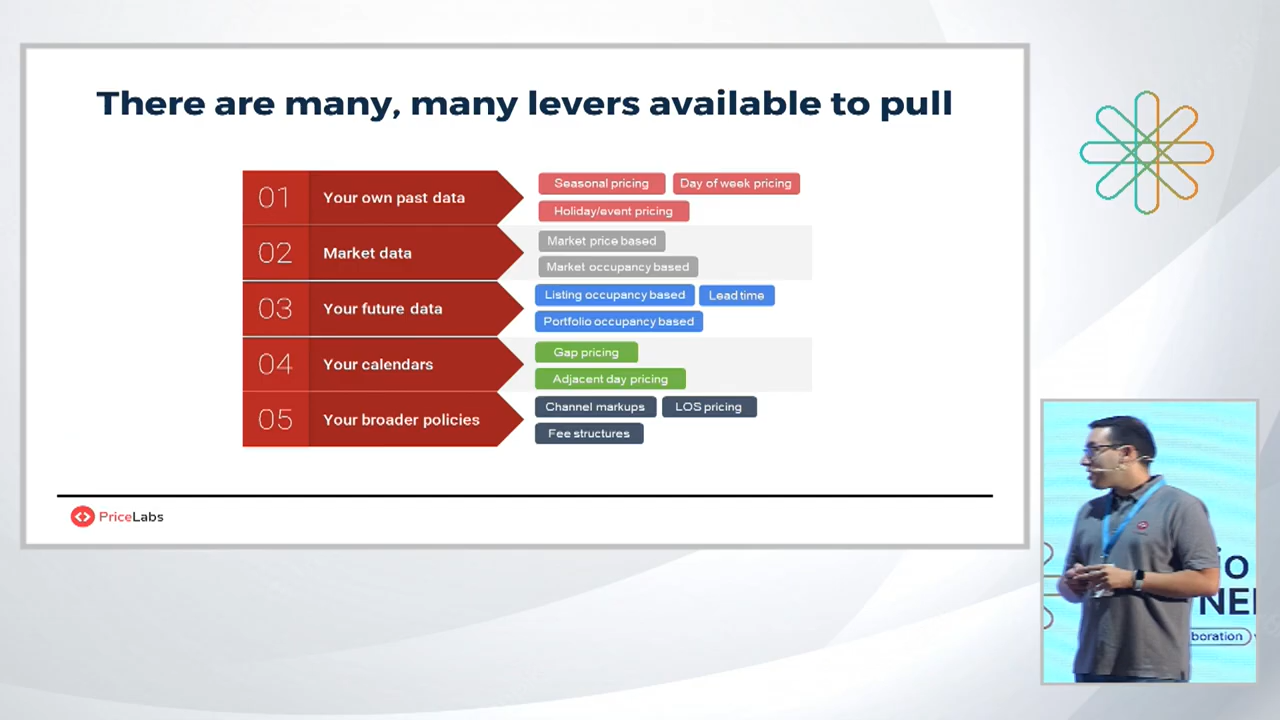 There are many, many levers available to pull
01 Your own past data
Seasonal pricing Day of week pricing
Holiday/event pricing
02 Market data
Market price based
Market occupancy based
03 Your future data
Listing occupancy based Lead time
Portfolio occupancy based
04 Your calendars
Gap pricing
Adjacent day pricing
05 Your broader policies
Channel markups LOS pricing
Fee structures
PriceLabs